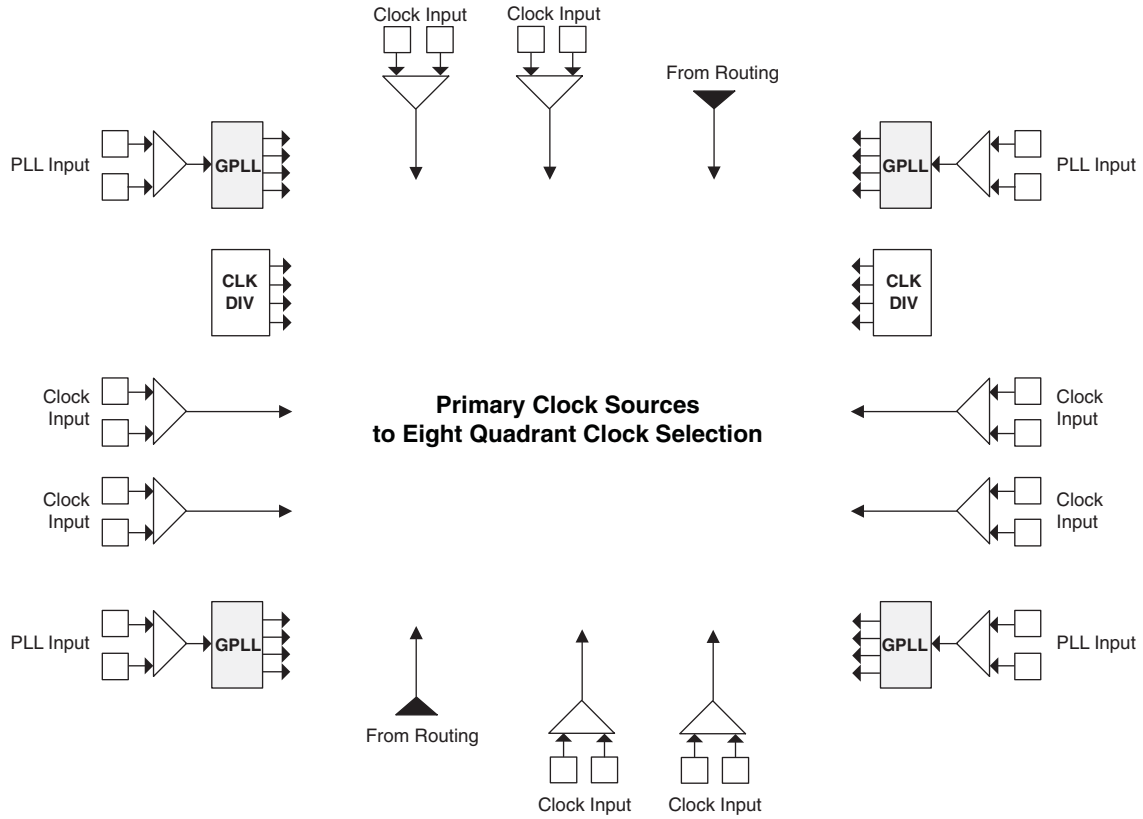 Clock Input
Clock Input
From Routing
PLL Input
GPLL
GPLL
PLL Input
CLK
DIV
CLK
DIV
Clock
Input
Primary Clock Sources
to Eight Quadrant Clock Selection
Clock
Input
Clock
Input
Clock
Input
PLL Input
GPLL
GPLL
PLL Input
From Routing
Clock Input
Clock Input